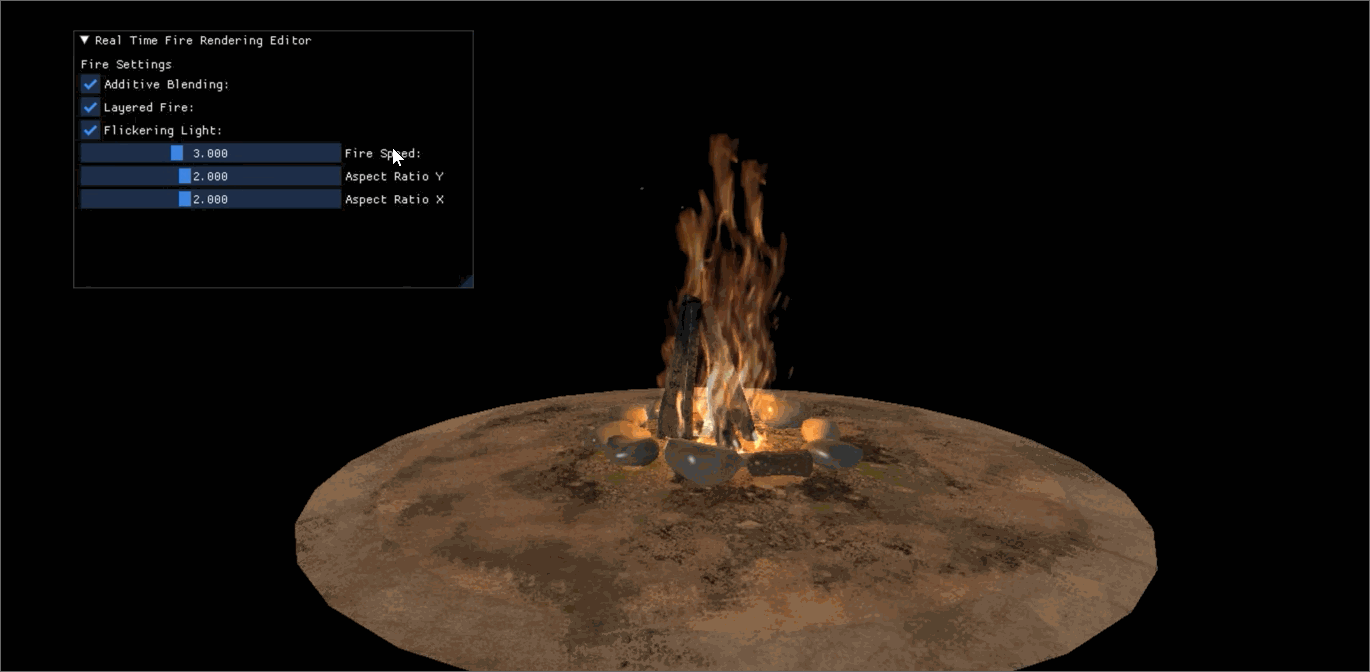 Real Time Fire Rendering Editor
Fire Settings
Additive Blending:
Layered Fire:
Flickering Light:
3.000 Fire Speed:
2.000 Aspect Ratio Y
2.000 Aspect Ratio X